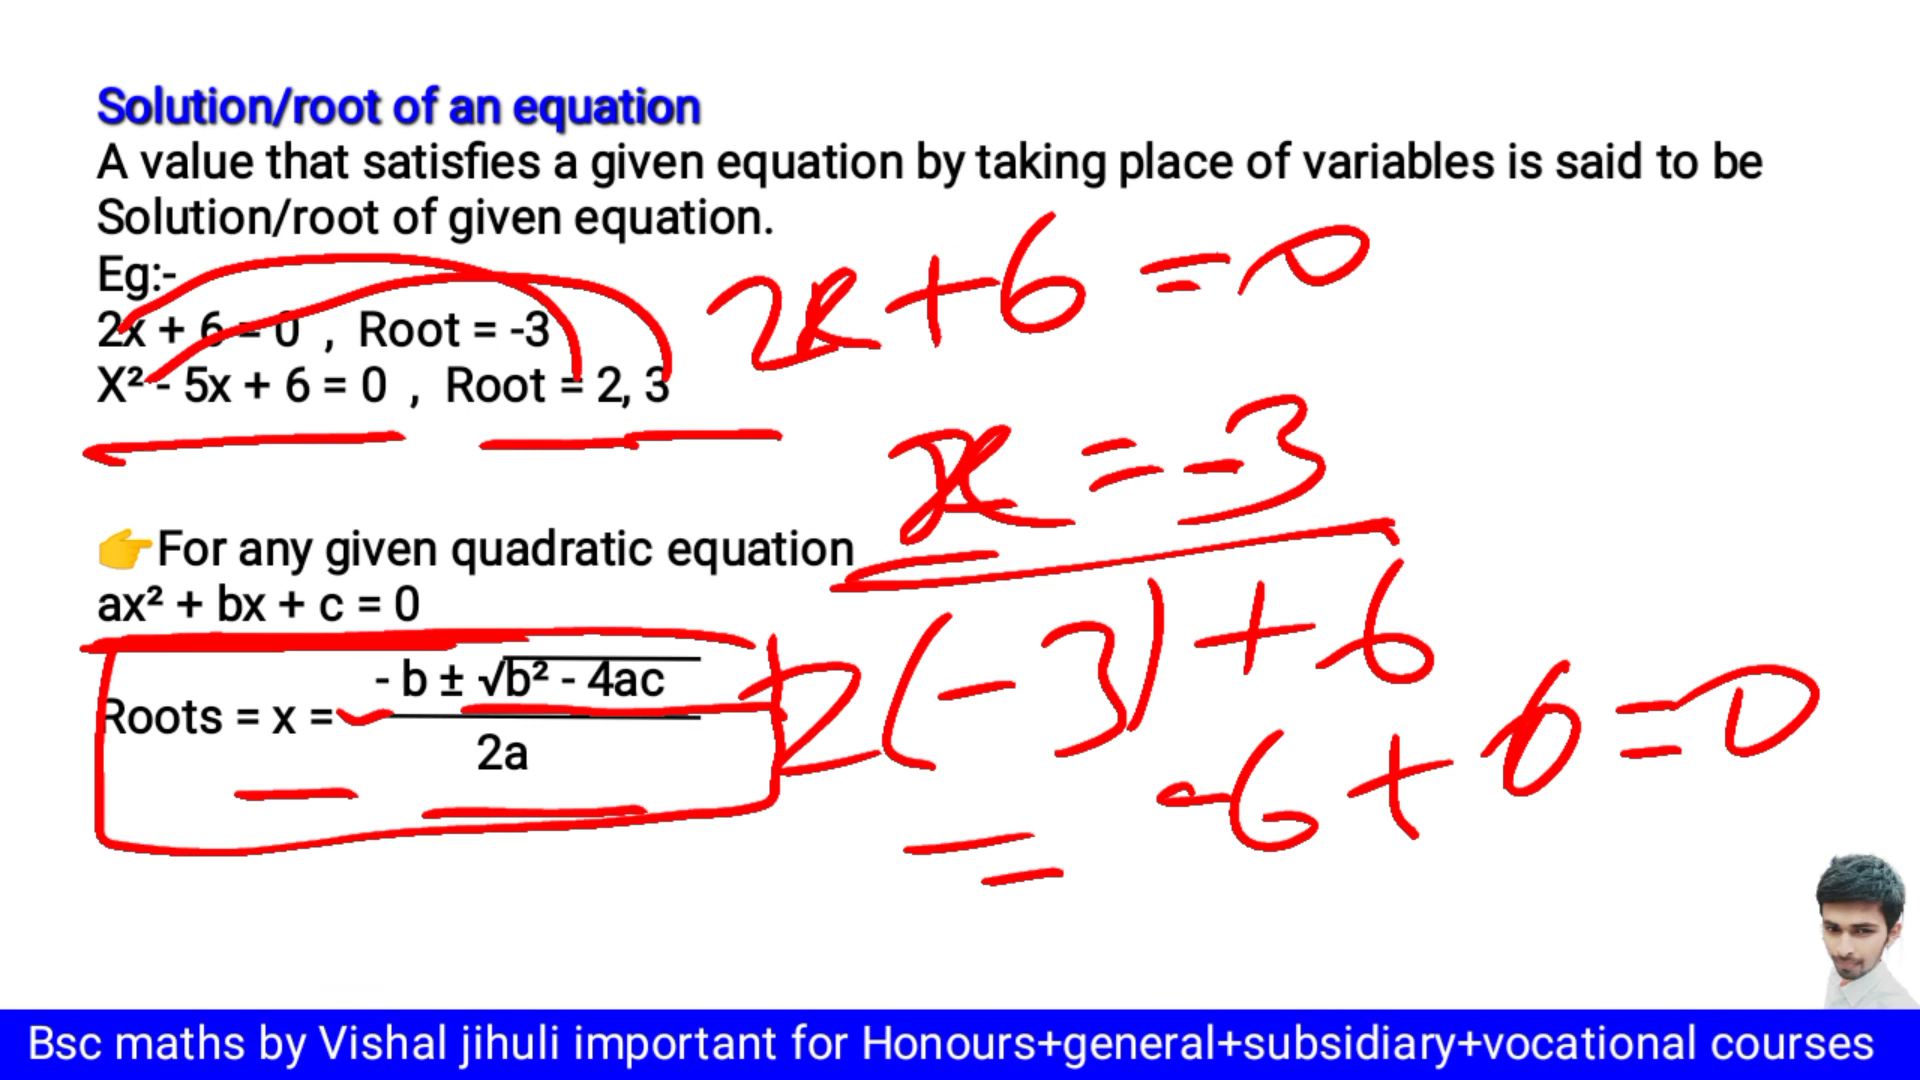 Solution/root of an equation
A value that satisfies a given equation by taking place of variables is said to be
Solution/root of given equation.
Eg:-
2x + 6 = 0 , Root = -3
X² - 5x + 6 = 0 , Root = 2, 3
2x+6=0
x=-3
👉For any given quadratic equation
ax² + bx + c = 0
Roots = x = - b ± √b² - 4ac
2a
2(-3)+6
= -6+6=0
Bsc maths by Vishal jihuli important for Honours+general+subsidiary+vocational courses